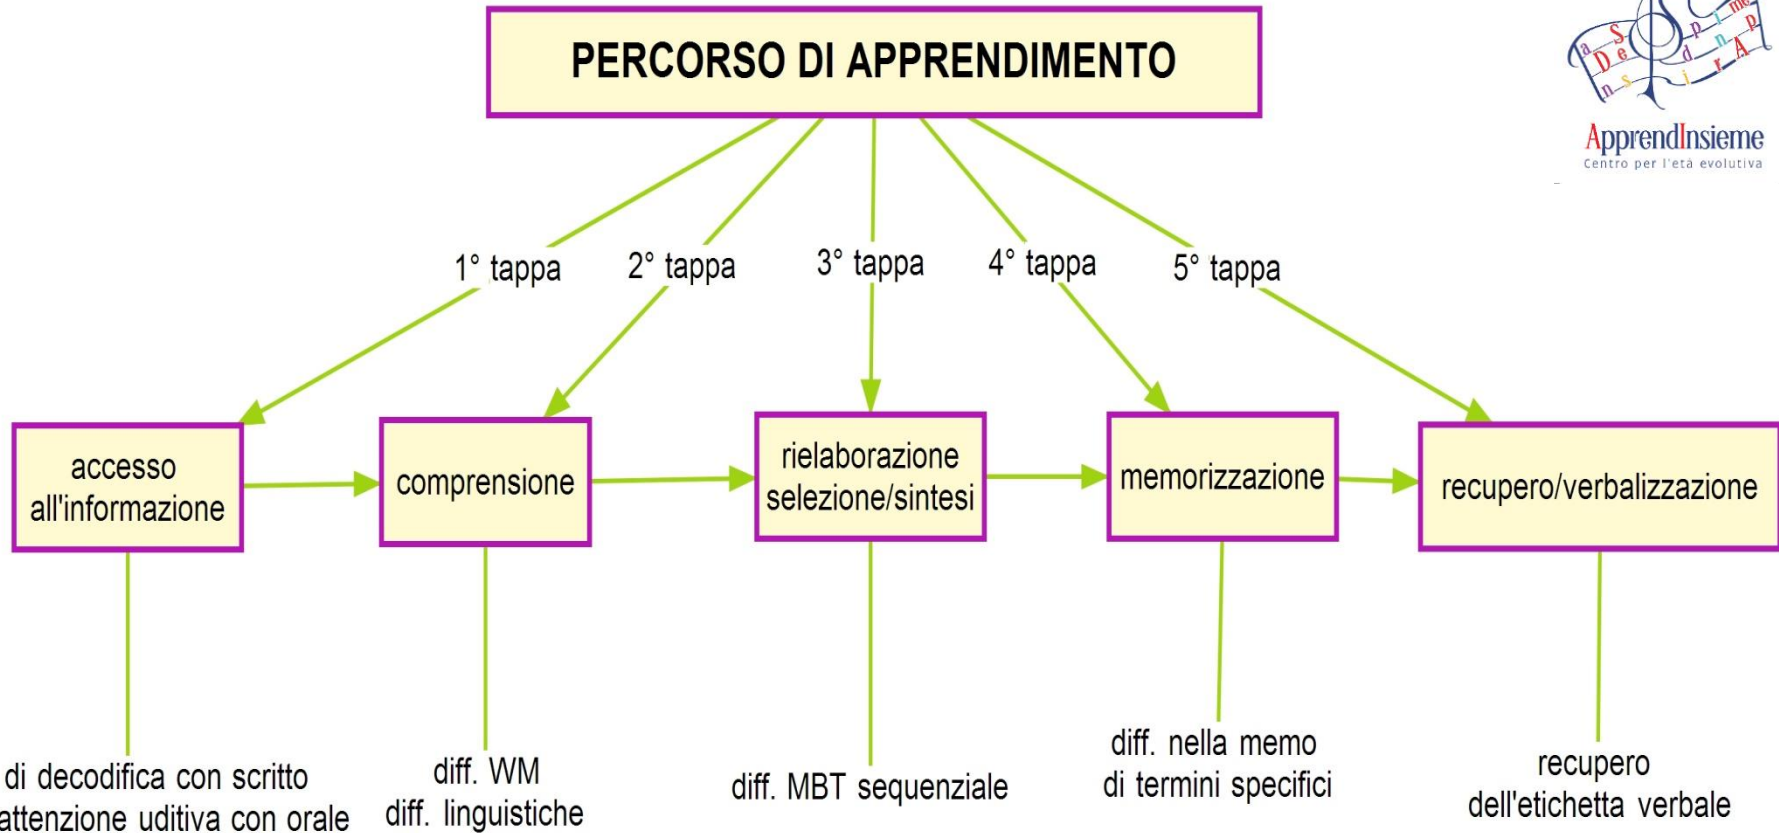 PERCORSO DI APPRENDIMENTO
ApprendInsieme
Centro per l'età evolutiva
1° tappa
2° tappa
3° tappa
4° tappa
5° tappa
accesso
all'informazione
comprensione
rielaborazione
selezione/sintesi
memorizzazione
recupero/verbalizzazione
di decodifica con scritto
attenzione uditiva con orale
diff. WM
diff. linguistiche
diff. MBT sequenziale
diff. nella memo
di termini specifici
recupero
dell'etichetta verbale